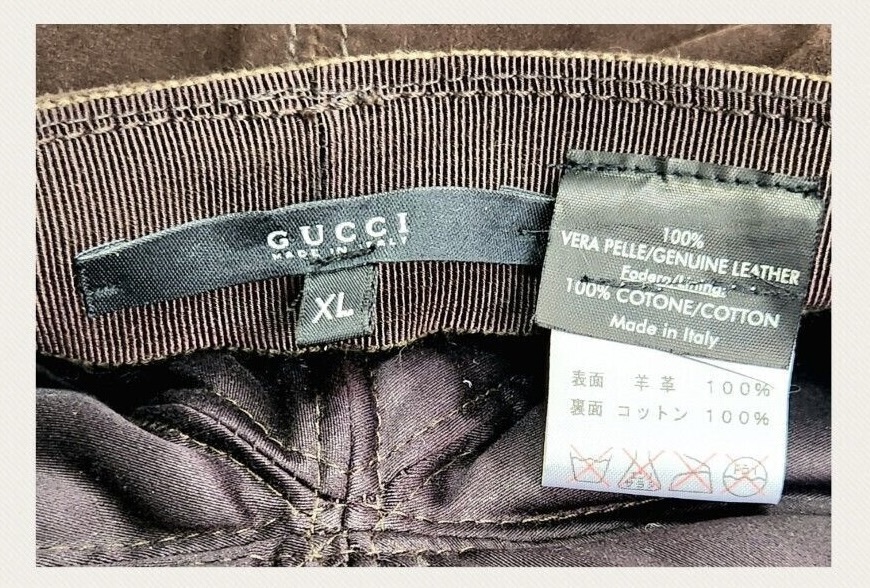 GUCCI
MADE IN ITALY
XL
100%
VERA PELLE/GENUINE LEATHER
Fodera/Lining:
100% COTONE/COTTON
Made in Italy
表面 羊革 100%
裏面 コットン 100%